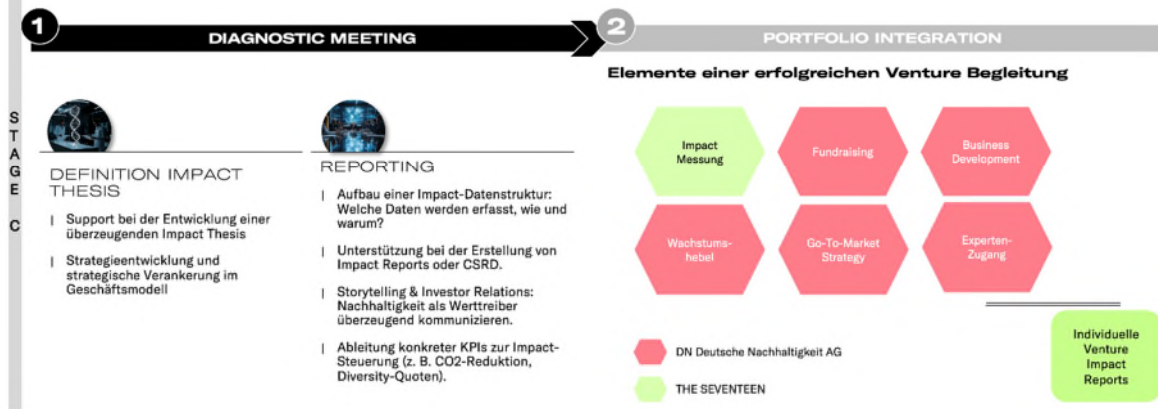 1
DIAGNOSTIC MEETING
2
PORTFOLIO INTEGRATION
STAGE C
DEFINITION IMPACT
THESIS
| Support bei der Entwicklung einer
überzeugenden Impact Thesis
| Strategieentwicklung und
strategische Verankerung im
Geschäftsmodell
REPORTING
| Aufbau einer Impact-Datenstruktur:
Welche Daten werden erfasst, wie und
warum?
| Unterstützung bei der Erstellung von
Impact Reports oder CSRD.
| Storytelling & Investor Relations:
Nachhaltigkeit als Werttreiber
überzeugend kommunizieren.
| Ableitung konkreter KPIs zur Impact-
Steuerung (z. B. CO2-Reduktion,
Diversity-Quoten).
Elemente einer erfolgreichen Venture Begleitung
Impact
Messung
Fundraising
Business
Development
Wachstums-
hebel
Go-To-Market
Strategy
Experten-
Zugang
DN Deutsche Nachhaltigkeit AG
THE SEVENTEEN
Individuelle
Venture
Impact
Reports